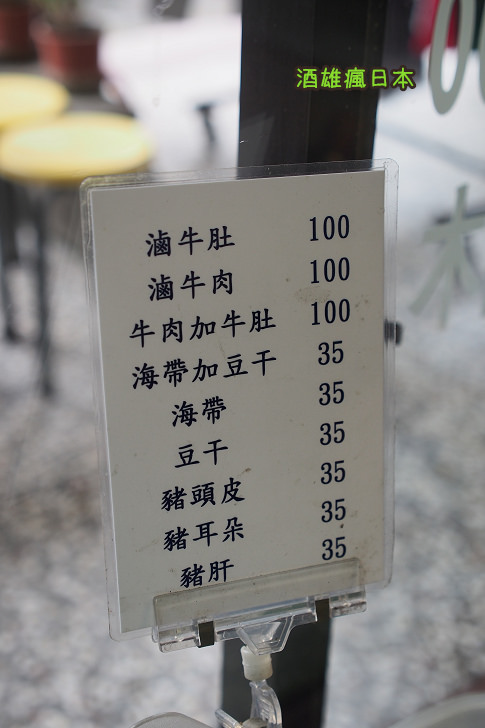 酒雄瘋日本
滷牛肚 100
滷牛肉 100
牛肉加牛肚 100
海帶加豆干 35
海帶 35
豆干 35
豬頭皮 35
豬耳朵 35
豬肝 35